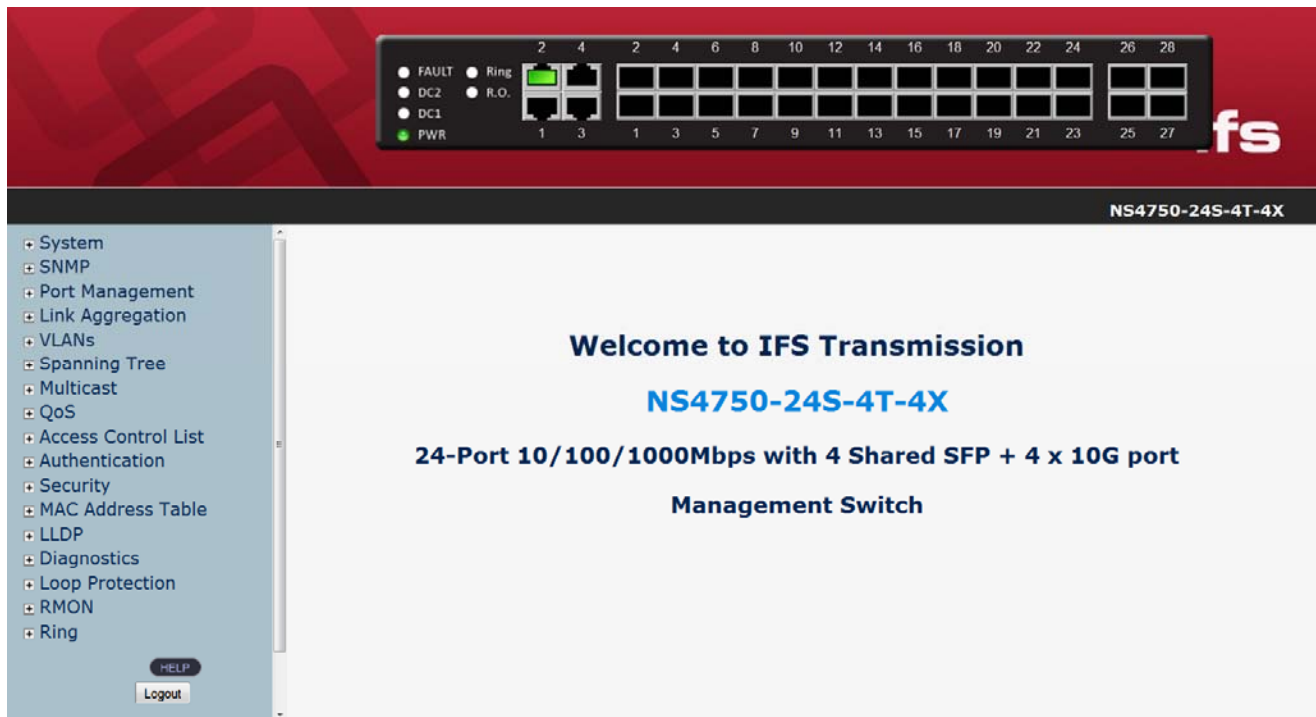 2 4 2 4 6 8 10 12 14 16 18 20 22 24 26 28
FAULT Ring
DC2 R.O.
DC1
PWR 1 3 1 3 5 7 9 11 13 15 17 19 21 23 25 27
ifs
NS4750-24S-4T-4X
System
SNMP
Port Management
Link Aggregation
VLANs
Spanning Tree
Multicast
QoS
Access Control List
Authentication
Security
MAC Address Table
LLDP
Diagnostics
Loop Protection
RMON
Ring
HELP
Logout
Welcome to IFS Transmission
NS4750-24S-4T-4X
24-Port 10/100/1000Mbps with 4 Shared SFP + 4 x 10G port
Management Switch